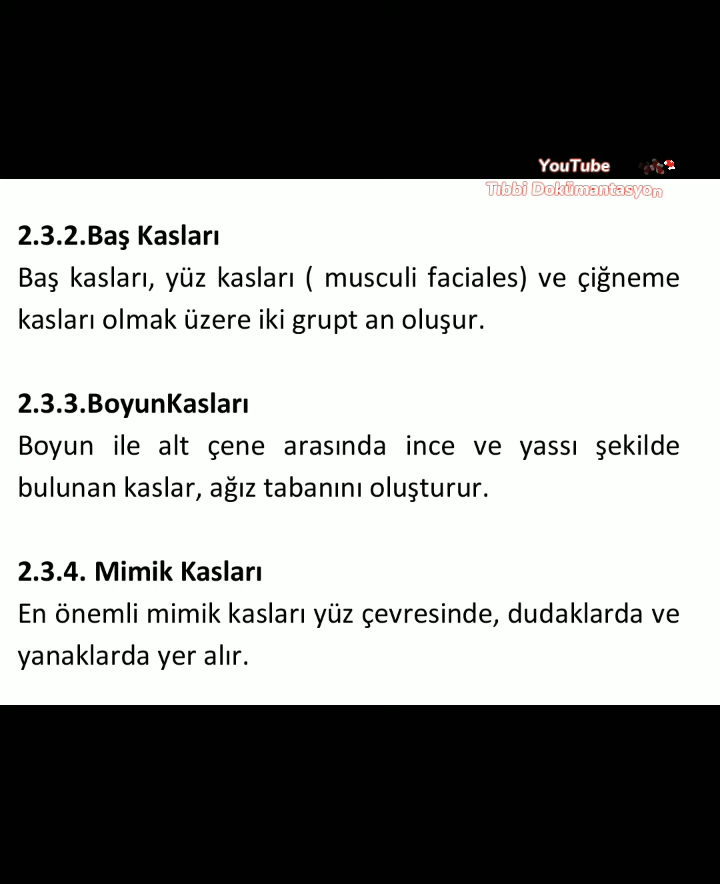 YouTube
Tıbbi Dokümantasyon
2.3.2.Baş Kasları
Baş kasları, yüz kasları ( musculi faciales) ve çiğneme
kasları olmak üzere iki grupt an oluşur.
2.3.3.BoyunKasları
Boyun ile alt çene arasında ince ve yassı şekilde
bulunan kaslar, ağız tabanını oluşturur.
2.3.4. Mimik Kasları
En önemli mimik kasları yüz çevresinde, dudaklarda ve
yanaklarda yer alır.